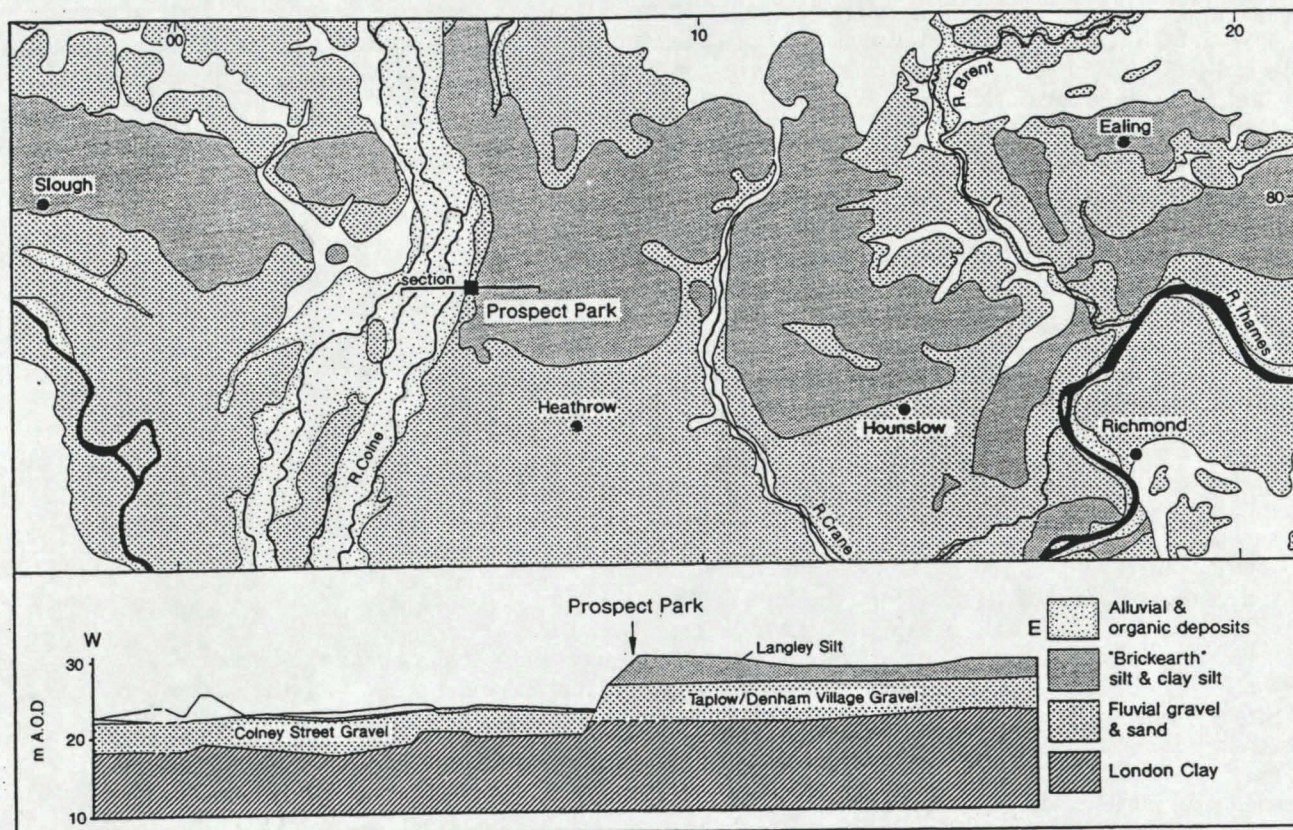 00
10
20
R. Brent
Ealing
Slough
80
section
Prospect Park
R. Thames
Heathrow
Hounslow
Richmond
R. Colne
R. Crane
10
20
Prospect Park
W
E
Langley Silt
30
Taplow/Denham Village Gravel
Colney Street Gravel
20
10
m A.O.D
Alluvial &
organic deposits
"Brickearth"
silt & clay silt
Fluvial gravel
& sand
London Clay